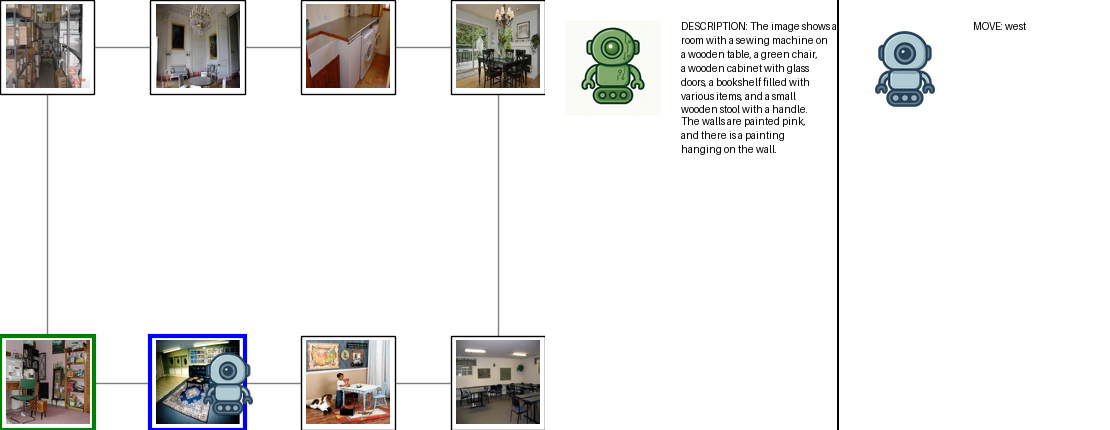 DESCRIPTION: The image shows a
room with a sewing machine on
a wooden table, a green chair,
a wooden cabinet with glass
doors, a bookshelf filled with
various items, and a small
wooden stool with a handle.
The walls are painted pink,
and there is a painting
hanging on the wall.
MOVE: west